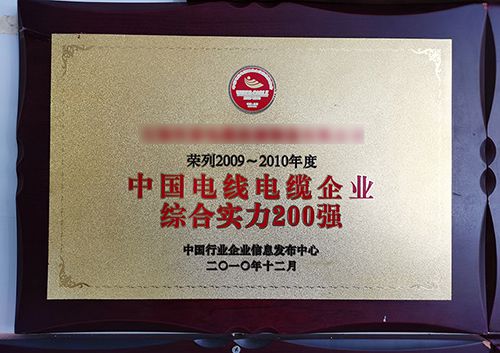 荣列2009~2010年度
中国电线电缆企业
综合实力200强
中国行业企业信息发布中心
二〇一〇年十二月